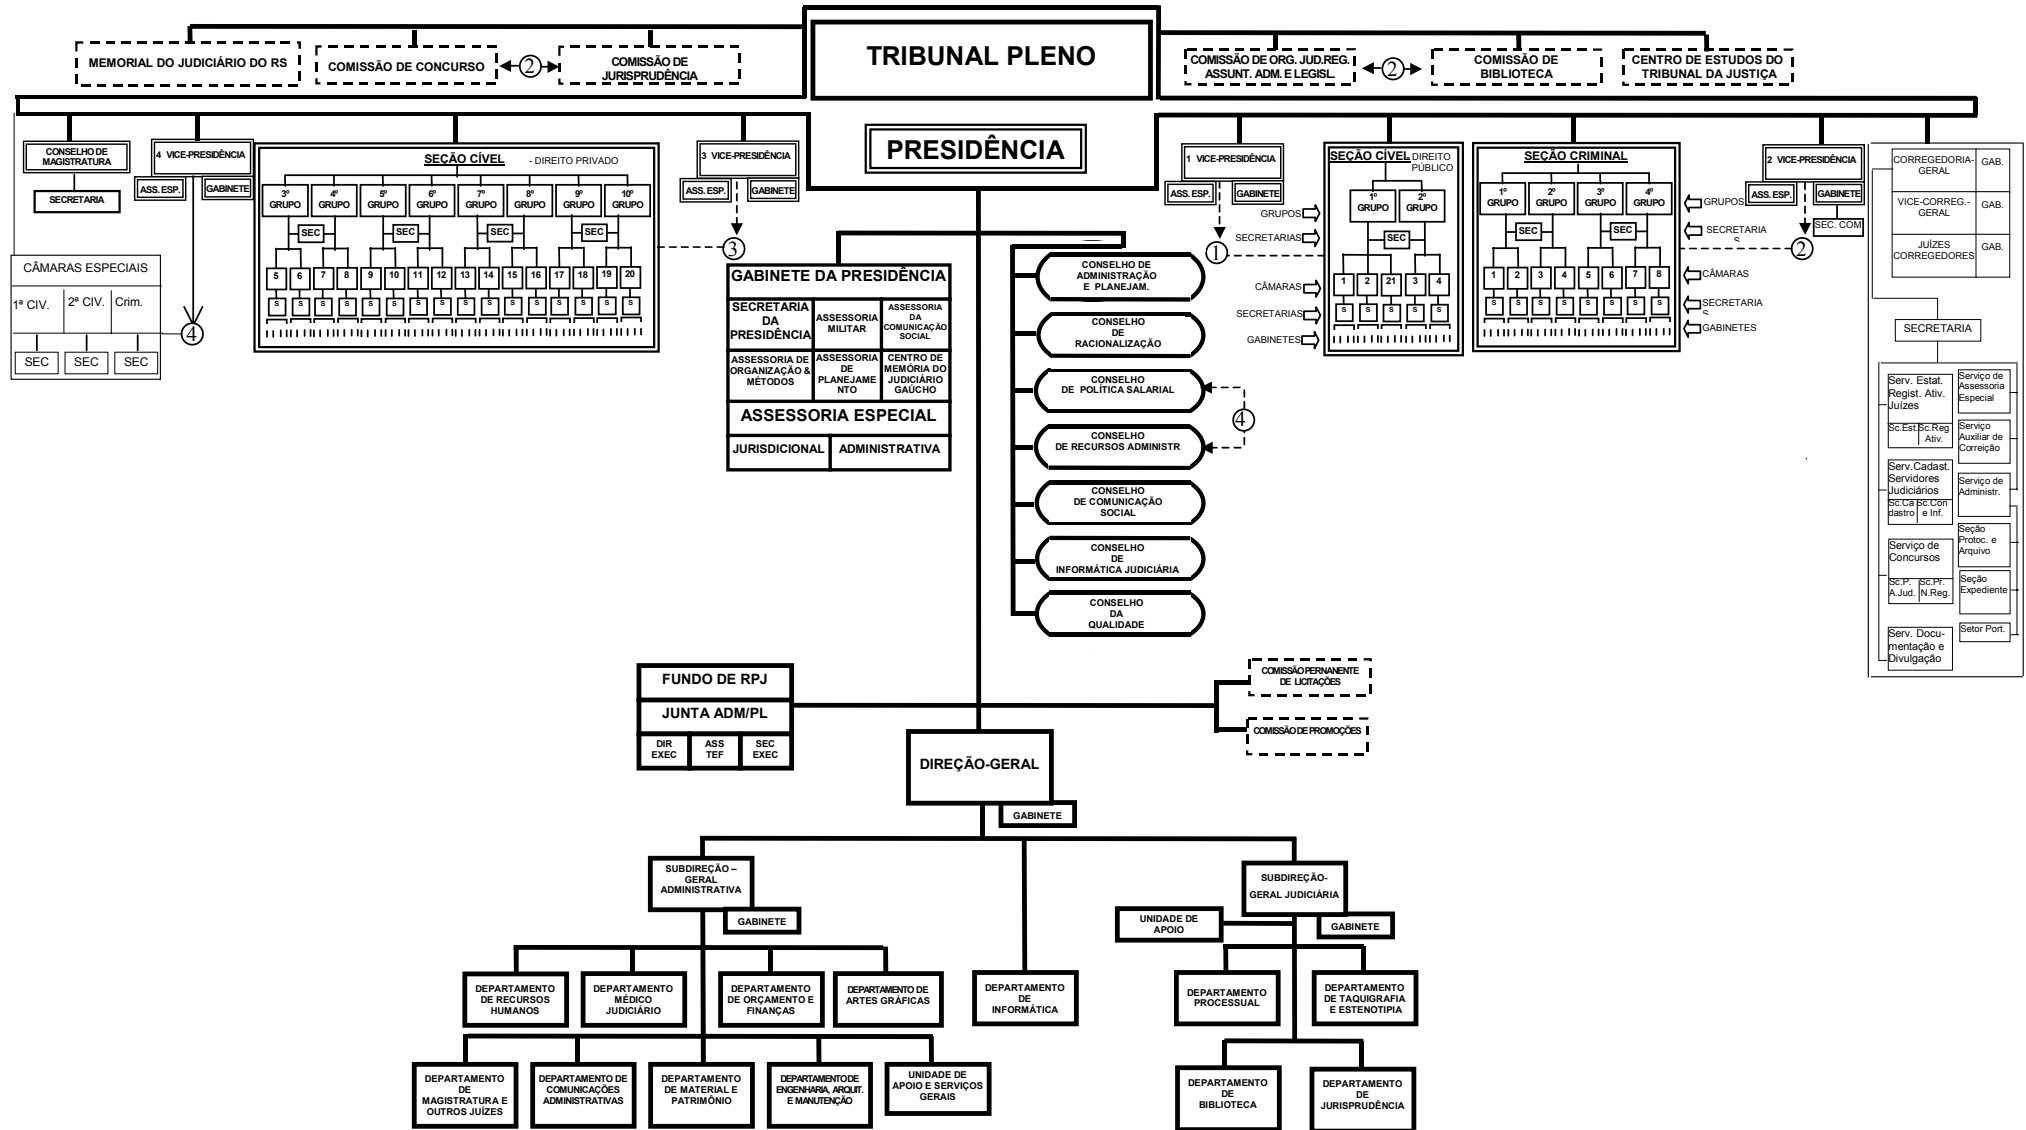 TRIBUNAL PLENO
MEMORIAL DO JUDICIÁRIO DO RS
COMISSÃO DE CONCURSO
2
COMISSÃO DE
JURISPRUDÊNCIA
COMISSÃO DE ORG. JUD.REG.
ASSUNT. ADM. E LEGISL.
2
COMISSÃO DE
BIBLIOTECA
CENTRO DE ESTUDOS DO
TRIBUNAL DA JUSTIÇA
PRESIDÊNCIA
CONSELHO DE
MAGISTRATURA
SECRETARIA
4 VICE-PRESIDÊNCIA
ASS. ESP.
GABINETE
CÂMARAS ESPECIAIS
1ª CIV.
2ª CIV.
Crim.
SEC
SEC
SEC
4
SEÇÃO CÍVEL - DIREITO PRIVADO
3º
GRUPO
4º
GRUPO
5º
GRUPO
6º
GRUPO
7º
GRUPO
8º
GRUPO
9º
GRUPO
10º
GRUPO
SEC
SEC
SEC
SEC
5 6 7 8 9 10 11 12 13 14 15 16 17 18 19 20
S S S S S S S S S S S S S S S S
3 VICE-PRESIDÊNCIA
ASS. ESP.
GABINETE
3
1 VICE-PRESIDÊNCIA
ASS. ESP.
GABINETE
1
GRUPOS
SECRETARIAS
CÂMARAS
SECRETARIAS
GABINETES
SEÇÃO CÍVEL DIREITO
PÚBLICO
1º
GRUPO
2º
GRUPO
SEC
1 2 21 3 4
S S S S S
SEÇÃO CRIMINAL
1º
GRUPO
2º
GRUPO
3º
GRUPO
4º
GRUPO
SEC
SEC
1 2 3 4 5 6 7 8
S S S S S S S S
GRUPOS
SECRETARIA
S
CÂMARAS
SECRETARIA
S
GABINETES
2 VICE-PRESIDÊNCIA
ASS. ESP.
GABINETE
SEC. COM
2
CORREGEDORIA-
GERAL
GAB.
VICE-CORREG.-
GERAL
GAB.
JUÍZES
CORREGEDORES
GAB.
SECRETARIA
Serv. Estat.
Regist. Ativ.
Juízes
Sc.Est.
Sc.Reg
Ativ.
Serv.Cadast.
Servidores
Judiciários
Sc.Ca
dastro
Sc.Con
e Inf.
Serviço de
Concursos
Sc.P.
A.Jud.
Sc.Pr.
N.Reg.
Serv. Docu-
mentação e
Divulgação
Serviço de
Assessoria
Especial
Serviço
Auxiliar de
Correição
Serviço de
Administr.
Seção
Protoc. e
Arquivo
Seção
Expediente
Setor Port.
GABINETE DA PRESIDÊNCIA
SECRETARIA
DA
PRESIDÊNCIA
ASSESSORIA
MILITAR
ASSESSORIA
DA
COMUNICAÇÃO
SOCIAL
ASSESSORIA DE
ORGANIZAÇÃO &
MÉTODOS
ASSESSORIA
DE
PLANEJAME
NTO
CENTRO DE
MEMÓRIA DO
JUDICIÁRIO
GAÚCHO
ASSESSORIA ESPECIAL
JURISDICIONAL
ADMINISTRATIVA
CONSELHO DE
ADMINISTRAÇÃO
E PLANEJAM.
CONSELHO
DE
RACIONALIZAÇÃO
CONSELHO
DE POLÍTICA SALARIAL
4
CONSELHO
DE RECURSOS ADMINISTR
CONSELHO
DE COMUNICAÇÃO
SOCIAL
CONSELHO
DE
INFORMÁTICA JUDICIÁRIA
CONSELHO
DA
QUALIDADE
FUNDO DE RPJ
JUNTA ADM/PL
DIR
EXEC
ASS
TEF
SEC
EXEC
COMISSÃO PERMANENTE
DE LICITAÇÕES
COMISSÃO DE PROMOÇÕES
DIREÇÃO-GERAL
GABINETE
SUBDIREÇÃO –
GERAL
ADMINISTRATIVA
GABINETE
SUBDIREÇÃO-
GERAL JUDICIÁRIA
GABINETE
UNIDADE DE
APOIO
DEPARTAMENTO
DE RECURSOS
HUMANOS
DEPARTAMENTO
MÉDICO
JUDICIÁRIO
DEPARTAMENTO
DE ORÇAMENTO E
FINANÇAS
DEPARTAMENTO DE
ARTES GRÁFICAS
DEPARTAMENTO
DE
INFORMÁTICA
DEPARTAMENTO
PROCESSUAL
DEPARTAMENTO
DE TAQUIGRAFIA
E ESTENOTIPIA
DEPARTAMENTO
DE
MAGISTRATURA E
OUTROS JUÍZES
DEPARTAMENTO DE
COMUNICAÇÕES
ADMINISTRATIVAS
DEPARTAMENTO
DE MATERIAL E
PATRIMÔNIO
DEPARTAMENTO DE
ENGENHARIA, ARQUIT.
E MANUTENÇÃO
UNIDADE DE
APOIO E SERVIÇOS
GERAIS
DEPARTAMENTO
DE
BIBLIOTECA
DEPARTAMENTO
DE
JURISPRUDÊNCIA